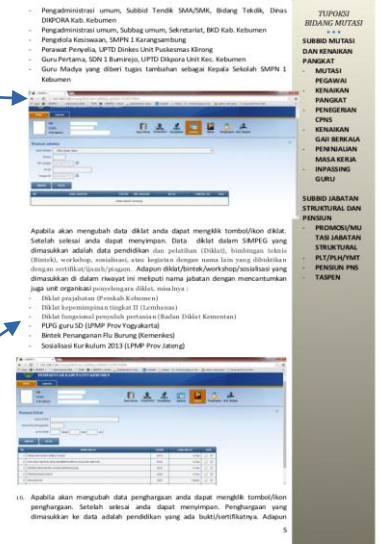 - Pengadministrasi umum, Subbid Tendik SMA/SMK, Bidang Tekdik, Dinas
DIKPORA Kab. Kebumen
- Pengadministrasi umum, Subbag umum, Sekretariat, BKD Kab. Kebumen
- Pengelola Kesiswaan, SMPN 1 Karangsambung
- Perawat Penyelia, UPTD Dinkes Unit Puskesmas Klirong
- Guru Pertama, SDN 1 Bumirejo, UPTD Dikpora Unit Kec. Kebumen
- Guru Madya yang diberi tugas tambahan sebagai Kepala Sekolah SMPN 1
Kebumen
Apabila akan mengubah data diklat anda dapat mengklik tombol/ikon diklat.
Setelah selesai anda dapat menyimpan. Data diklat dalam SIMPEG yang
dimasukkan adalah data pendidikan dan pelatihan (Diklat), bimbingan teknis
(Bintek), workshop, sosialisasi, atau kegiatan dengan nama lain yang dibuktikan
dengan sertifikat/ijazah/piagam. Adapun diklat/bintek/workshop/sosialisasi yang
dimasukkan di dalam riwayat ini meliputi nama jabatan dengan mencantumkan
juga unit organisasi penyelenggara diklat, misalnya :
- Diklat prajabatan (Pemkab Kebumen)
- Diklat kepemimpinan tingkat II (Lemhanas)
- Diklat fungsional penyuluh pertanian (Badan Diklat Kementan)
- PLPG guru SD (LPMP Prov Yogyakarta)
- Bintek Penanganan Flu Burung (Kemenkes)
- Sosialisasi Kurikulum 2013 (LPMP Prov Jateng)
PEMERINTAH KABUPATEN KEBUMEN
16. Apabila akan mengubah data penghargaan anda dapat mengklik tombol/ikon
penghargaan. Setelah selesai anda dapat menyimpan. Penghargaan yang
dimasukkan ke data adalah pendidikan yang ada bukti/sertifikatnya. Adapun
5
TUPOKSI
BIDANG MUTASI
***
SUBBID MUTASI
DAN KENAIKAN
PANGKAT
- MUTASI
PEGAWAI
- KENAIKAN
PANGKAT
- PENEGERIAN
CPNS
- KENAIKAN
GAJI BERKALA
- PENINJAUAN
MASA KERJA
- INPASSING
GURU
SUBBID JABATAN
STRUKTURAL DAN
PENSIUN
- PROMOSI/MU
TASI JABATAN
STRUKTURAL
- PLT/PLH/YMT
- PENSIUN PNS
- TASPEN